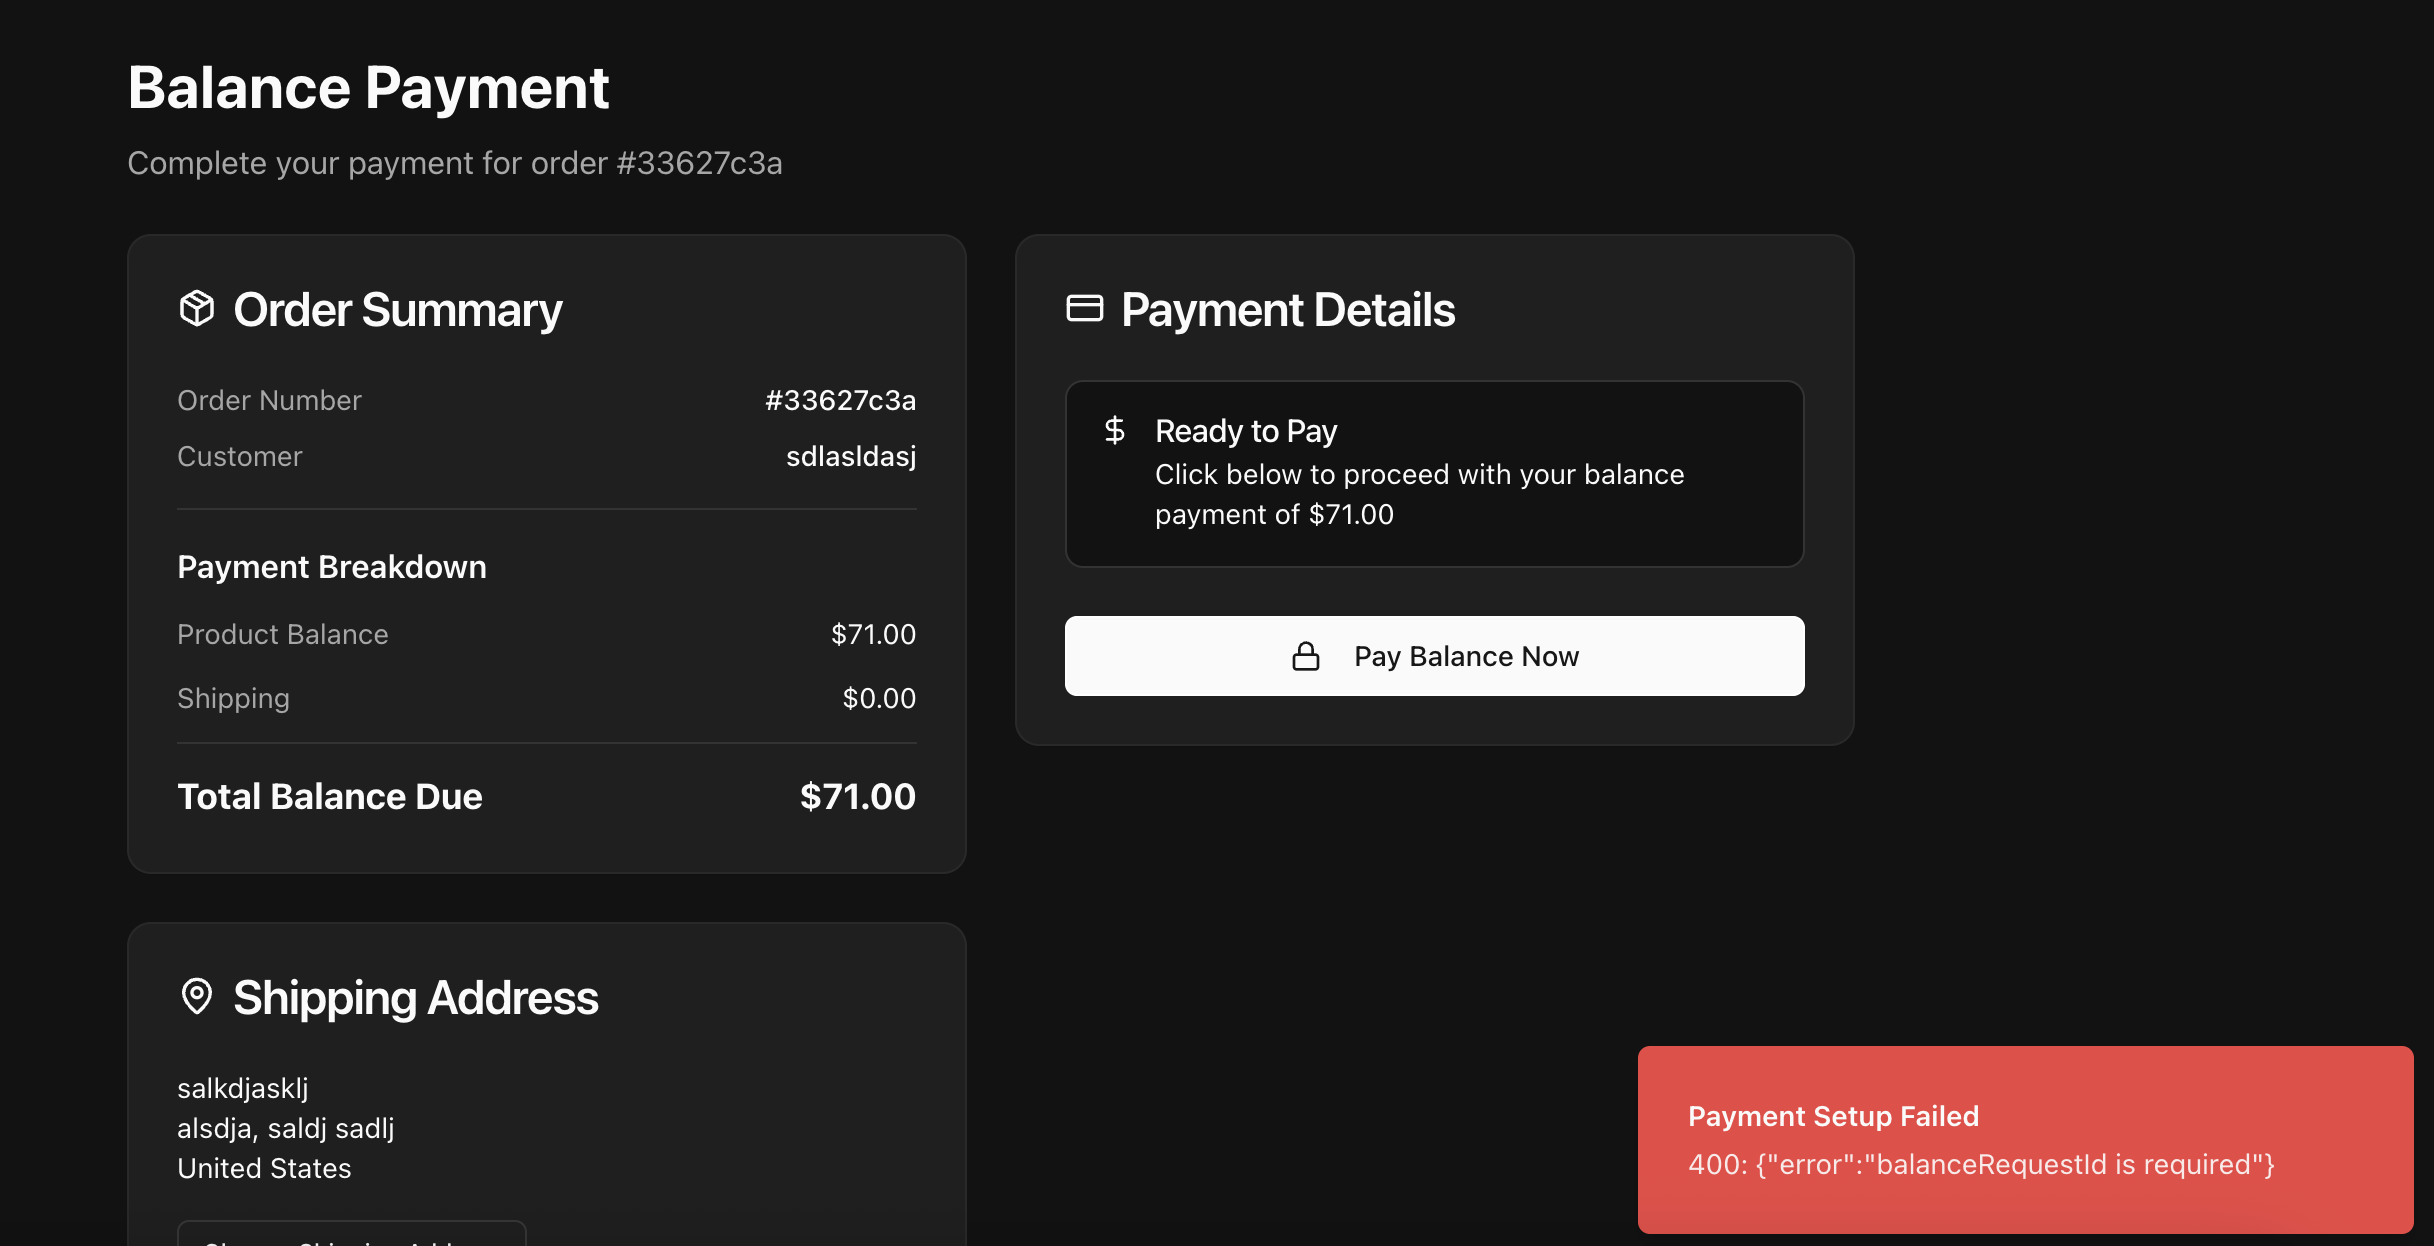 Balance Payment
Complete your payment for order #33627c3a
Order Summary
Order Number #33627c3a
Customer sdlasldasj
Payment Breakdown
Product Balance $71.00
Shipping $0.00
Total Balance Due $71.00
Payment Details
Ready to Pay
Click below to proceed with your balance
payment of $71.00
Pay Balance Now
Shipping Address
salkdjasklj
alsdja, saldj sadlj
United States
Payment Setup Failed
400: {"error":"balanceRequestId is required"}